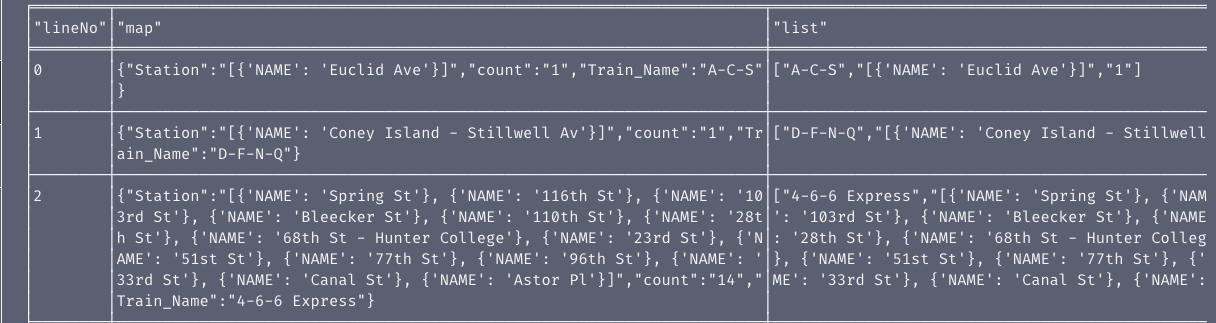 "lineNo" "map" "list"
0 {"Station":"[{'NAME': 'Euclid Ave'}]","count":"1","Train_Name":"A-C-S" ["A-C-S","[{'NAME': 'Euclid Ave'}]","1"]
}
1 {"Station":"[{'NAME': 'Coney Island - Stillwell Av'}]","count":"1","Tr ["D-F-N-Q","[{'NAME': 'Coney Island - Stillwell
ain_Name":"D-F-N-Q"}
2 {"Station":"[{'NAME': 'Spring St'}, {'NAME': '116th St'}, {'NAME': '10 ["4-6-6 Express","[{'NAME': 'Spring St'}, {'NAM
3rd St'}, {'NAME': 'Bleecker St'}, {'NAME': '110th St'}, {'NAME': '28t ': '103rd St'}, {'NAME': 'Bleecker St'}, {'NAME
h St'}, {'NAME': '68th St - Hunter College'}, {'NAME': '23rd St'}, {'N : '28th St'}, {'NAME': '68th St - Hunter Colleg
AME': '51st St'}, {'NAME': '77th St'}, {'NAME': '96th St'}, {'NAME': ' }, {'NAME': '51st St'}, {'NAME': '77th St'}, {'
33rd St'}, {'NAME': 'Canal St'}, {'NAME': 'Astor Pl'}]","count":"14"," ME': '33rd St'}, {'NAME': 'Canal St'}, {'NAME':
Train_Name":"4-6-6 Express"}